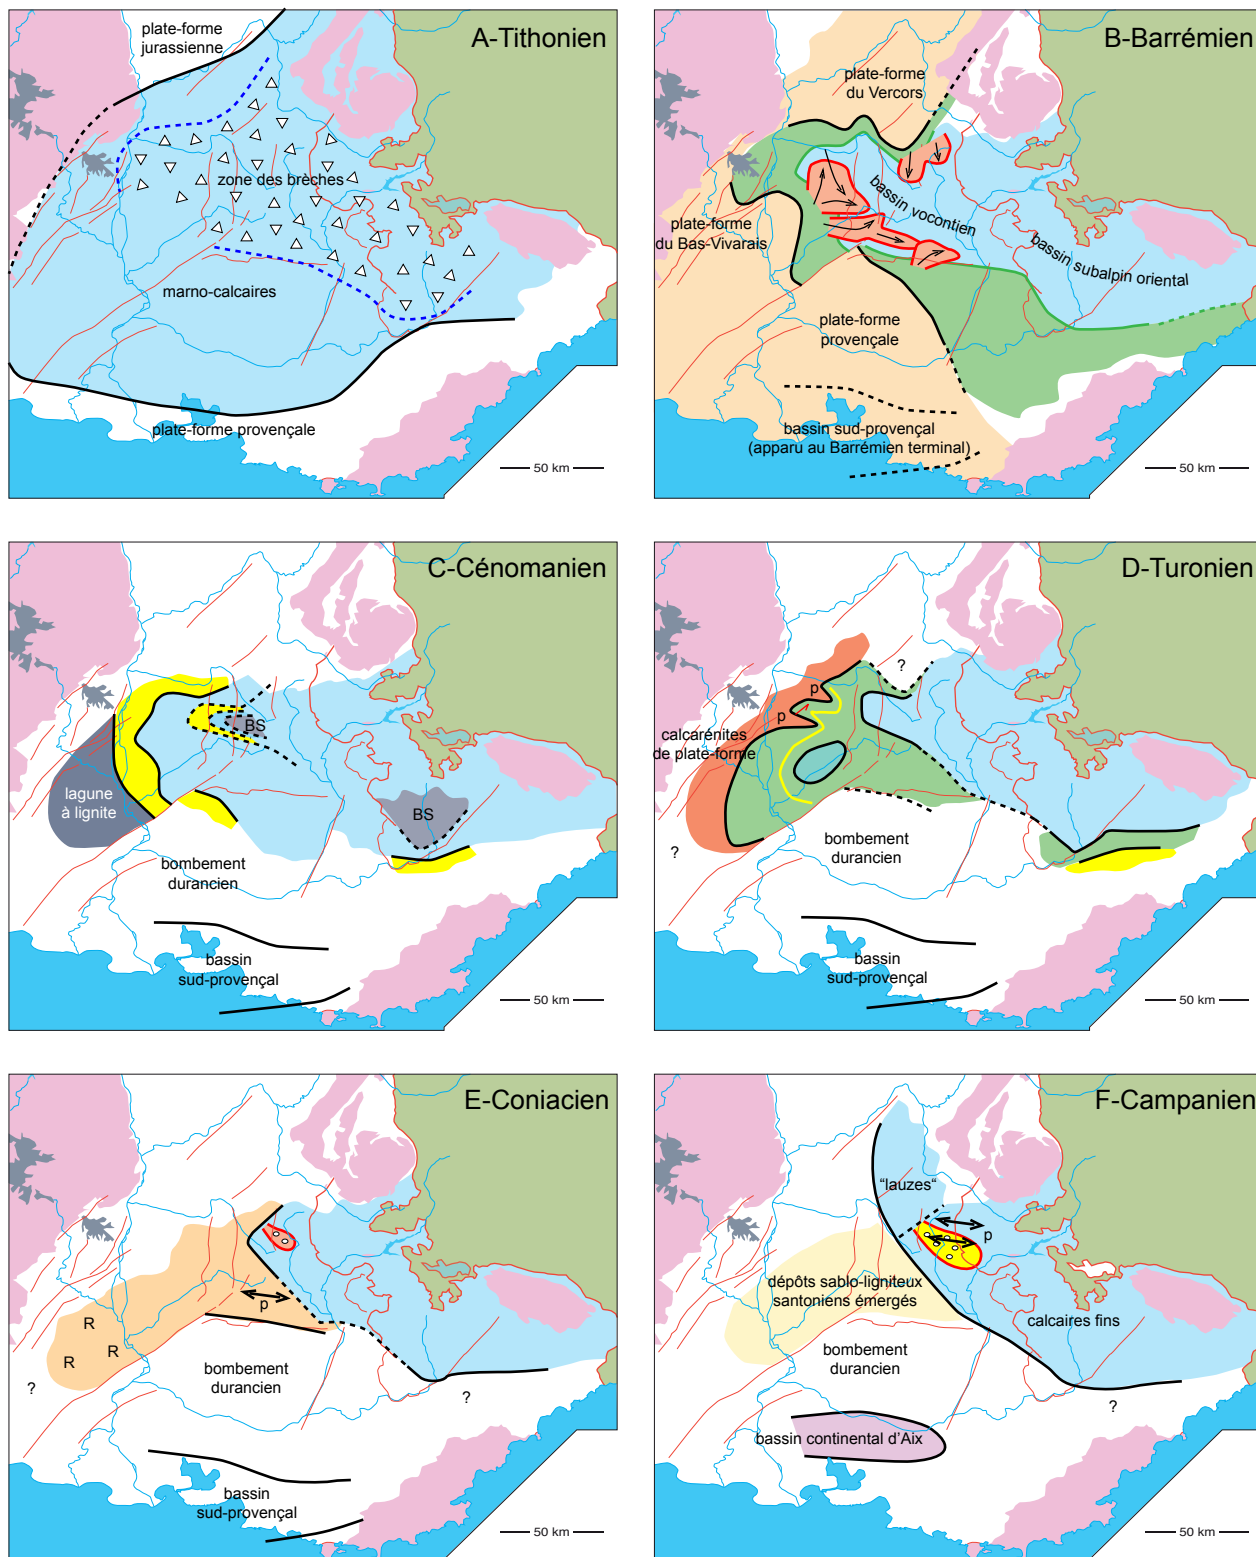 A-Tithonien
plate-forme
jurassienne
zone des brèches
marno-calcaires
plate-forme provençale
50 km
B-Barrémien
plate-forme
du Vercors
bassin vocontien
plate-forme
du Bas-Vivarais
bassin subalpin oriental
plate-forme
provençale
bassin sud-provençal
(apparu au Barrémien terminal)
50 km
C-Cénomanien
BS
lagune
à lignite
BS
bombement
durancien
bassin
sud-provençal
50 km
D-Turonien
?
p
p
calcarénites
de plate-forme
?
bombement
durancien
bassin
sud-provençal
50 km
E-Coniacien
p
R
R
R
?
bombement
durancien
?
bassin
sud-provençal
50 km
F-Campanien
"lauzes"
p
dépôts sablo-ligniteux
santoniens émergés
calcaires fins
bombement
durancien
?
bassin continental d'Aix
50 km